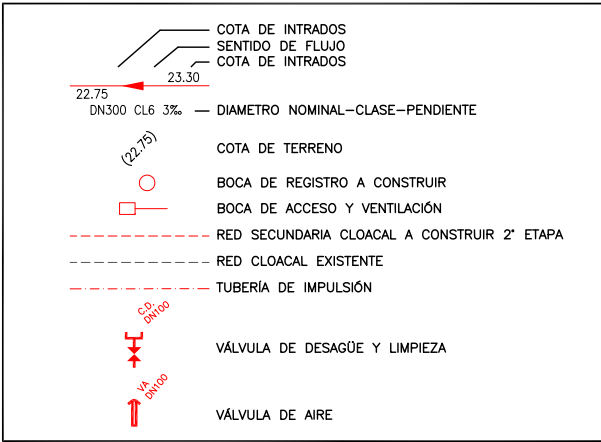 COTA DE INTRADOS
SENTIDO DE FLUJO
COTA DE INTRADOS
23.30
22.75
DN300 CL6 3‰
DIAMETRO NOMINAL-CLASE-PENDIENTE
(22.75)
COTA DE TERRENO
BOCA DE REGISTRO A CONSTRUIR
BOCA DE ACCESO Y VENTILACIÓN
RED SECUNDARIA CLOACAL A CONSTRUIR 2° ETAPA
RED CLOACAL EXISTENTE
TUBERÍA DE IMPULSIÓN
C.D.
DN100
VÁLVULA DE DESAGÜE Y LIMPIEZA
VA
DN100
VÁLVULA DE AIRE